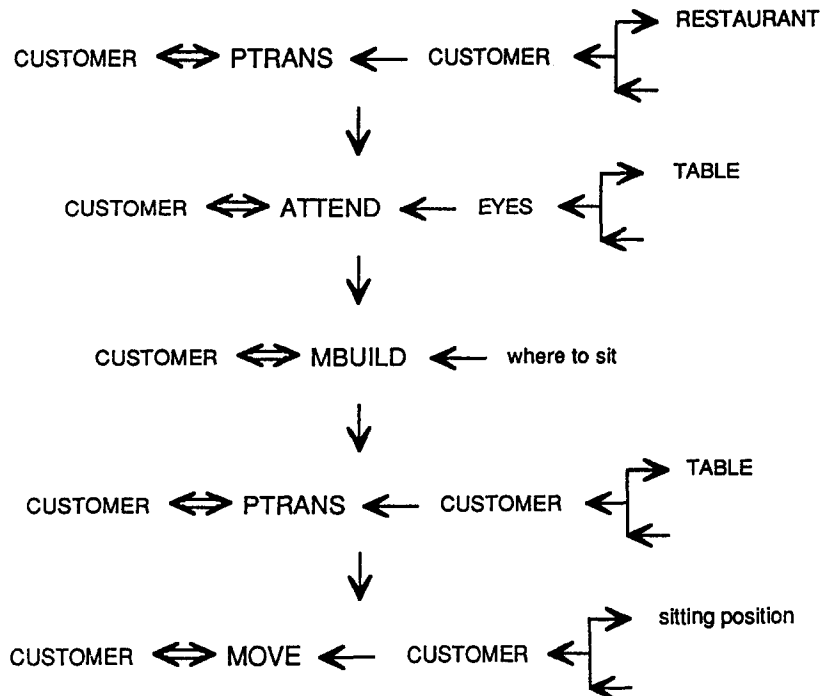 RESTAURANT
CUSTOMER PTRANS CUSTOMER
TABLE
CUSTOMER ATTEND EYES
CUSTOMER MBUILD where to sit
TABLE
CUSTOMER PTRANS CUSTOMER
sitting position
CUSTOMER MOVE CUSTOMER